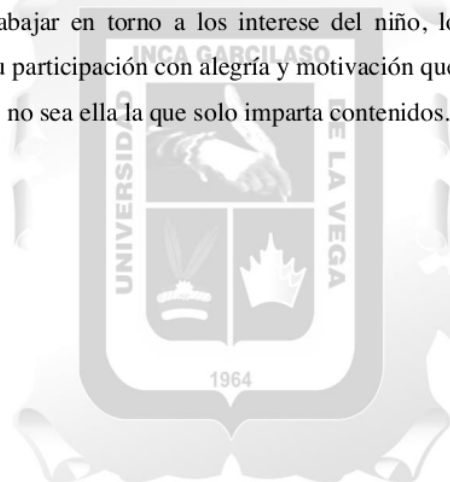 abajar en torno a los interese del niño, lo
INCA GARCILASO
u participación con alegría y motivación que
no sea ella la que solo imparta contenidos.
UNIVERSIDAD
DE LA VEGA
1964